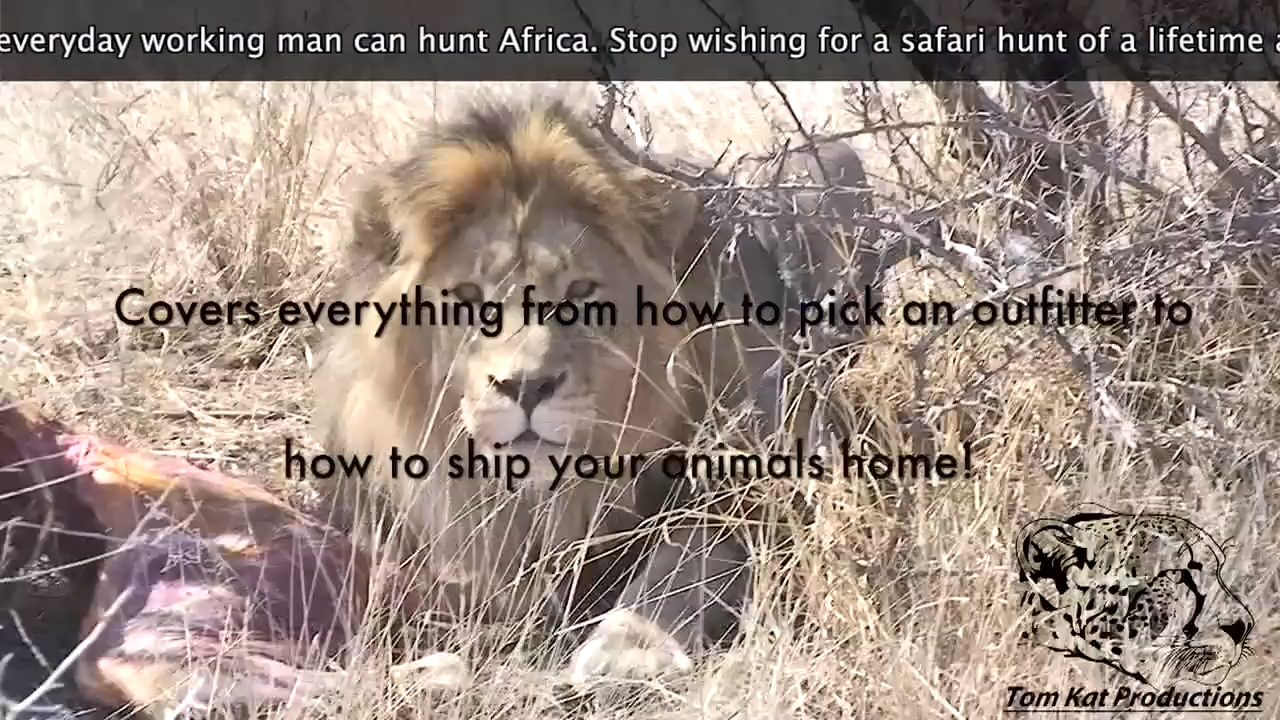 everyday working man can hunt Africa. Stop wishing for a safari hunt of a lifetime
Covers everything from how to pick an outfitter to
how to ship your animals home!
Tom Kat Productions